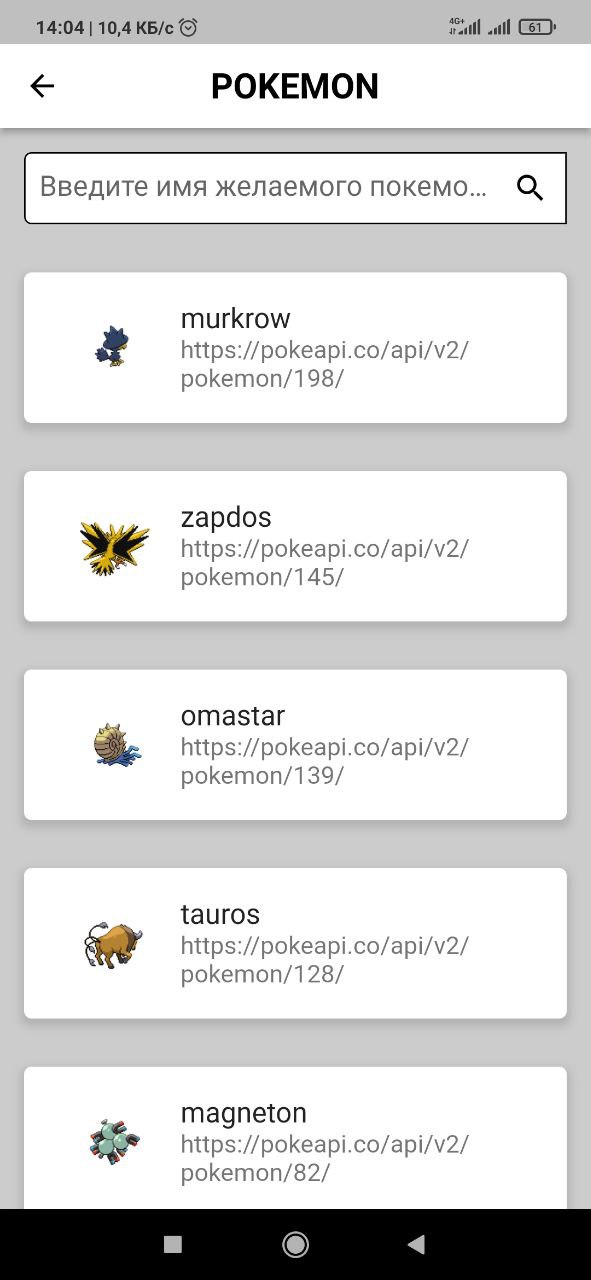 14:04 | 10,4 КБ/с
4G+
61
POKEMON
Введите имя желаемого покемо...
murkrow
https://pokeapi.co/api/v2/
pokemon/198/
zapdos
https://pokeapi.co/api/v2/
pokemon/145/
omastar
https://pokeapi.co/api/v2/
pokemon/139/
tauros
https://pokeapi.co/api/v2/
pokemon/128/
magneton
https://pokeapi.co/api/v2/
pokemon/82/